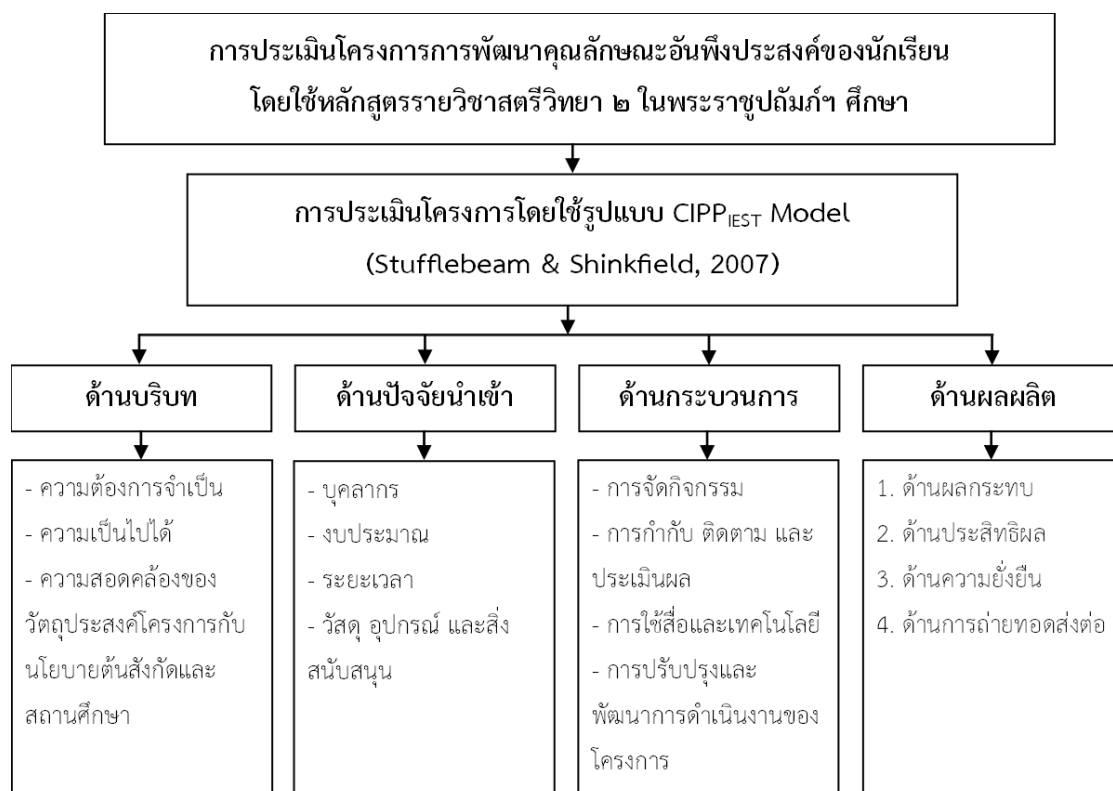 การประเมินโครงการการพัฒนาคุณลักษณะอันพึงประสงค์ของนักเรียน
โดยใช้หลักสูตรรายวิชาสตรีวิทยา ๒ ในพระราชูปถัมภ์ฯ ศึกษา
การประเมินโครงการโดยใช้รูปแบบ CIPPIEST Model
(Stufflebeam & Shinkfield, 2007)
ด้านบริบท
- ความต้องการจำเป็น
- ความเป็นไปได้
- ความสอดคล้องของ
วัตถุประสงค์โครงการกับ
นโยบายต้นสังกัดและ
สถานศึกษา
ด้านปัจจัยนำเข้า
- บุคลากร
- งบประมาณ
- ระยะเวลา
- วัสดุ อุปกรณ์ และสิ่ง
สนับสนุน
ด้านกระบวนการ
- การจัดกิจกรรม
- การกำกับ ติดตาม และ
ประเมินผล
- การใช้สื่อและเทคโนโลยี
- การปรับปรุงและ
พัฒนาการดำเนินงานของ
โครงการ
ด้านผลผลิต
1. ด้านผลกระทบ
2. ด้านประสิทธิผล
3. ด้านความยั่งยืน
4. ด้านการถ่ายทอดส่งต่อ